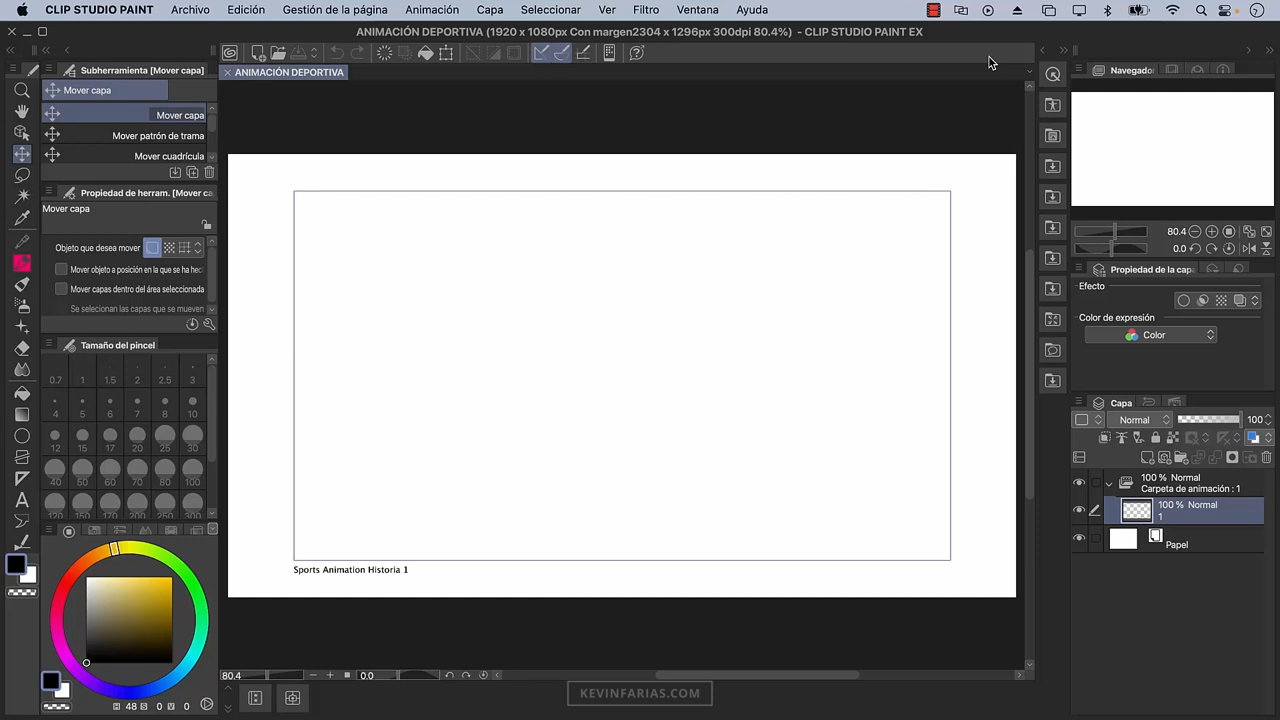 CLIP STUDIO PAINT Archivo Edición Gestión de la página Animación Capa Seleccionar Ver Filtro Ventana Ayuda
ANIMACIÓN DEPORTIVA (1920 x 1080px Con margen2304 x 1296px 300dpi 80.4%) - CLIP STUDIO PAINT EX
Subherramienta [Mover capa]
ANIMACIÓN DEPORTIVA
Navegador
Mover capa
Mover capa
Mover patrón de trama
Mover cuadrícula
Propiedad de herram. [Mover ca
Mover capa
Objeto que desea mover
Mover objeto a posición en la que se ha hec
Mover capas dentro del área seleccionada
Se selecionan las capas que se mueven
Tamaño del pincel
0.7 1 1.5 2 2.5 3
4 5 6 7 8 10
12 15 17 20 25 30
40 50 60 70 80 100
120 150 170 200 250 300
H 48 S 0 V 0
Sports Animation Historia 1
80.4 0.0
KEVINFARIAS.COM
80.4
0.0
Propiedad de la capa
Efecto
Color de expresión
Color
Capa
Normal 100
100 % Normal
Carpeta de animación : 1
100 % Normal
1
Papel